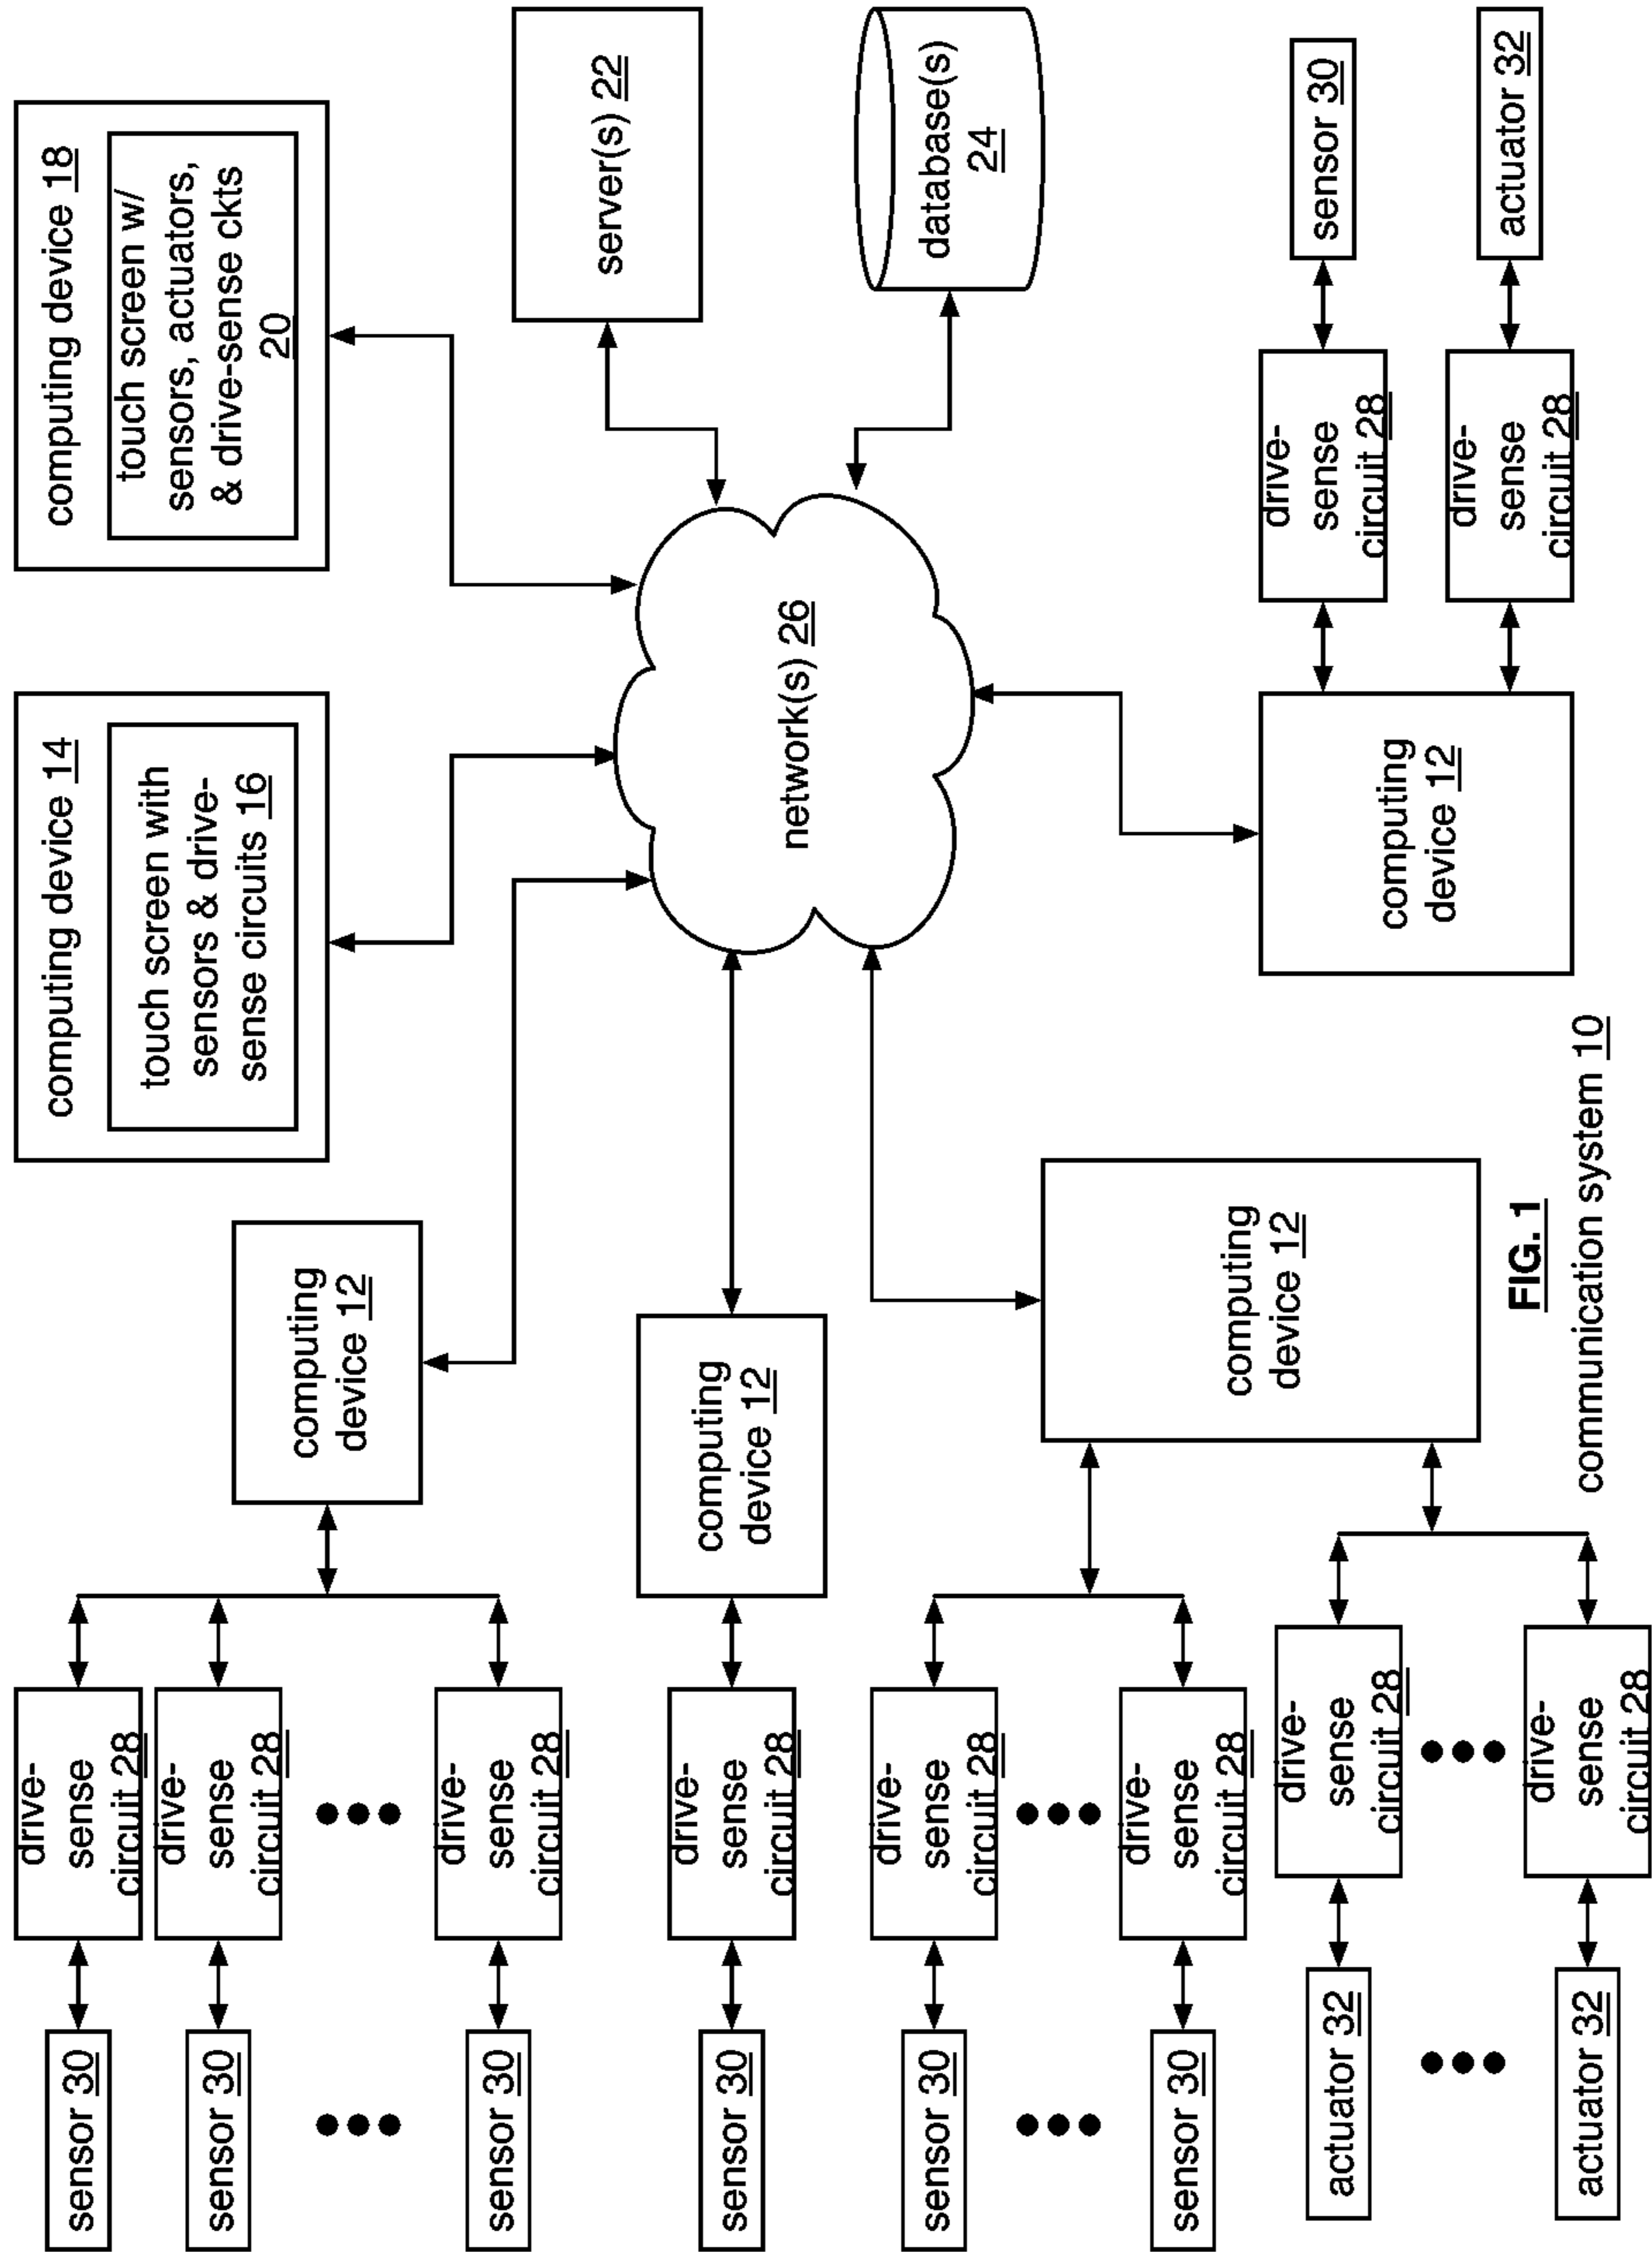 computing device 14
touch screen with
sensors & drive-
sense circuits 16
computing device 18
touch screen w/
sensors, actuators,
& drive-sense ckts
20
sensor 30
drive-
sense
circuit 28
sensor 30
drive-
sense
circuit 28
sensor 30
drive-
sense
circuit 28
computing
device 12
server(s) 22
sensor 30
drive-
sense
circuit 28
computing
device 12
network(s) 26
database(s)
24
sensor 30
drive-
sense
circuit 28
sensor 30
drive-
sense
circuit 28
computing
device 12
actuator 32
drive-
sense
circuit 28
actuator 32
drive-
sense
circuit 28
computing
device 12
drive-
sense
circuit 28
sensor 30
drive-
sense
circuit 28
actuator 32
FIG. 1
communication system 10